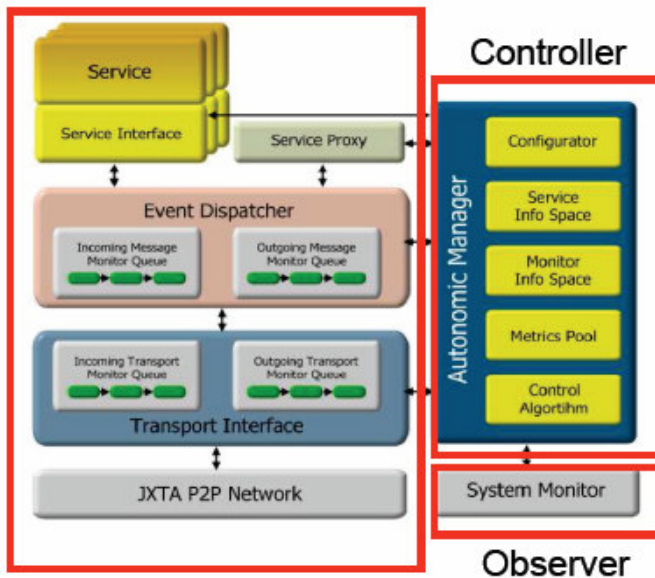 Service
Service Interface
Service Proxy
Event Dispatcher
Incoming Message
Monitor Queue
Outgoing Message
Monitor Queue
Incoming Transport
Monitor Queue
Outgoing Transport
Monitor Queue
Transport Interface
JXTA P2P Network
Controller
Autonomic Manager
Configurator
Service
Info Space
Monitor
Info Space
Metrics Pool
Control
Algortihm
System Monitor
Observer